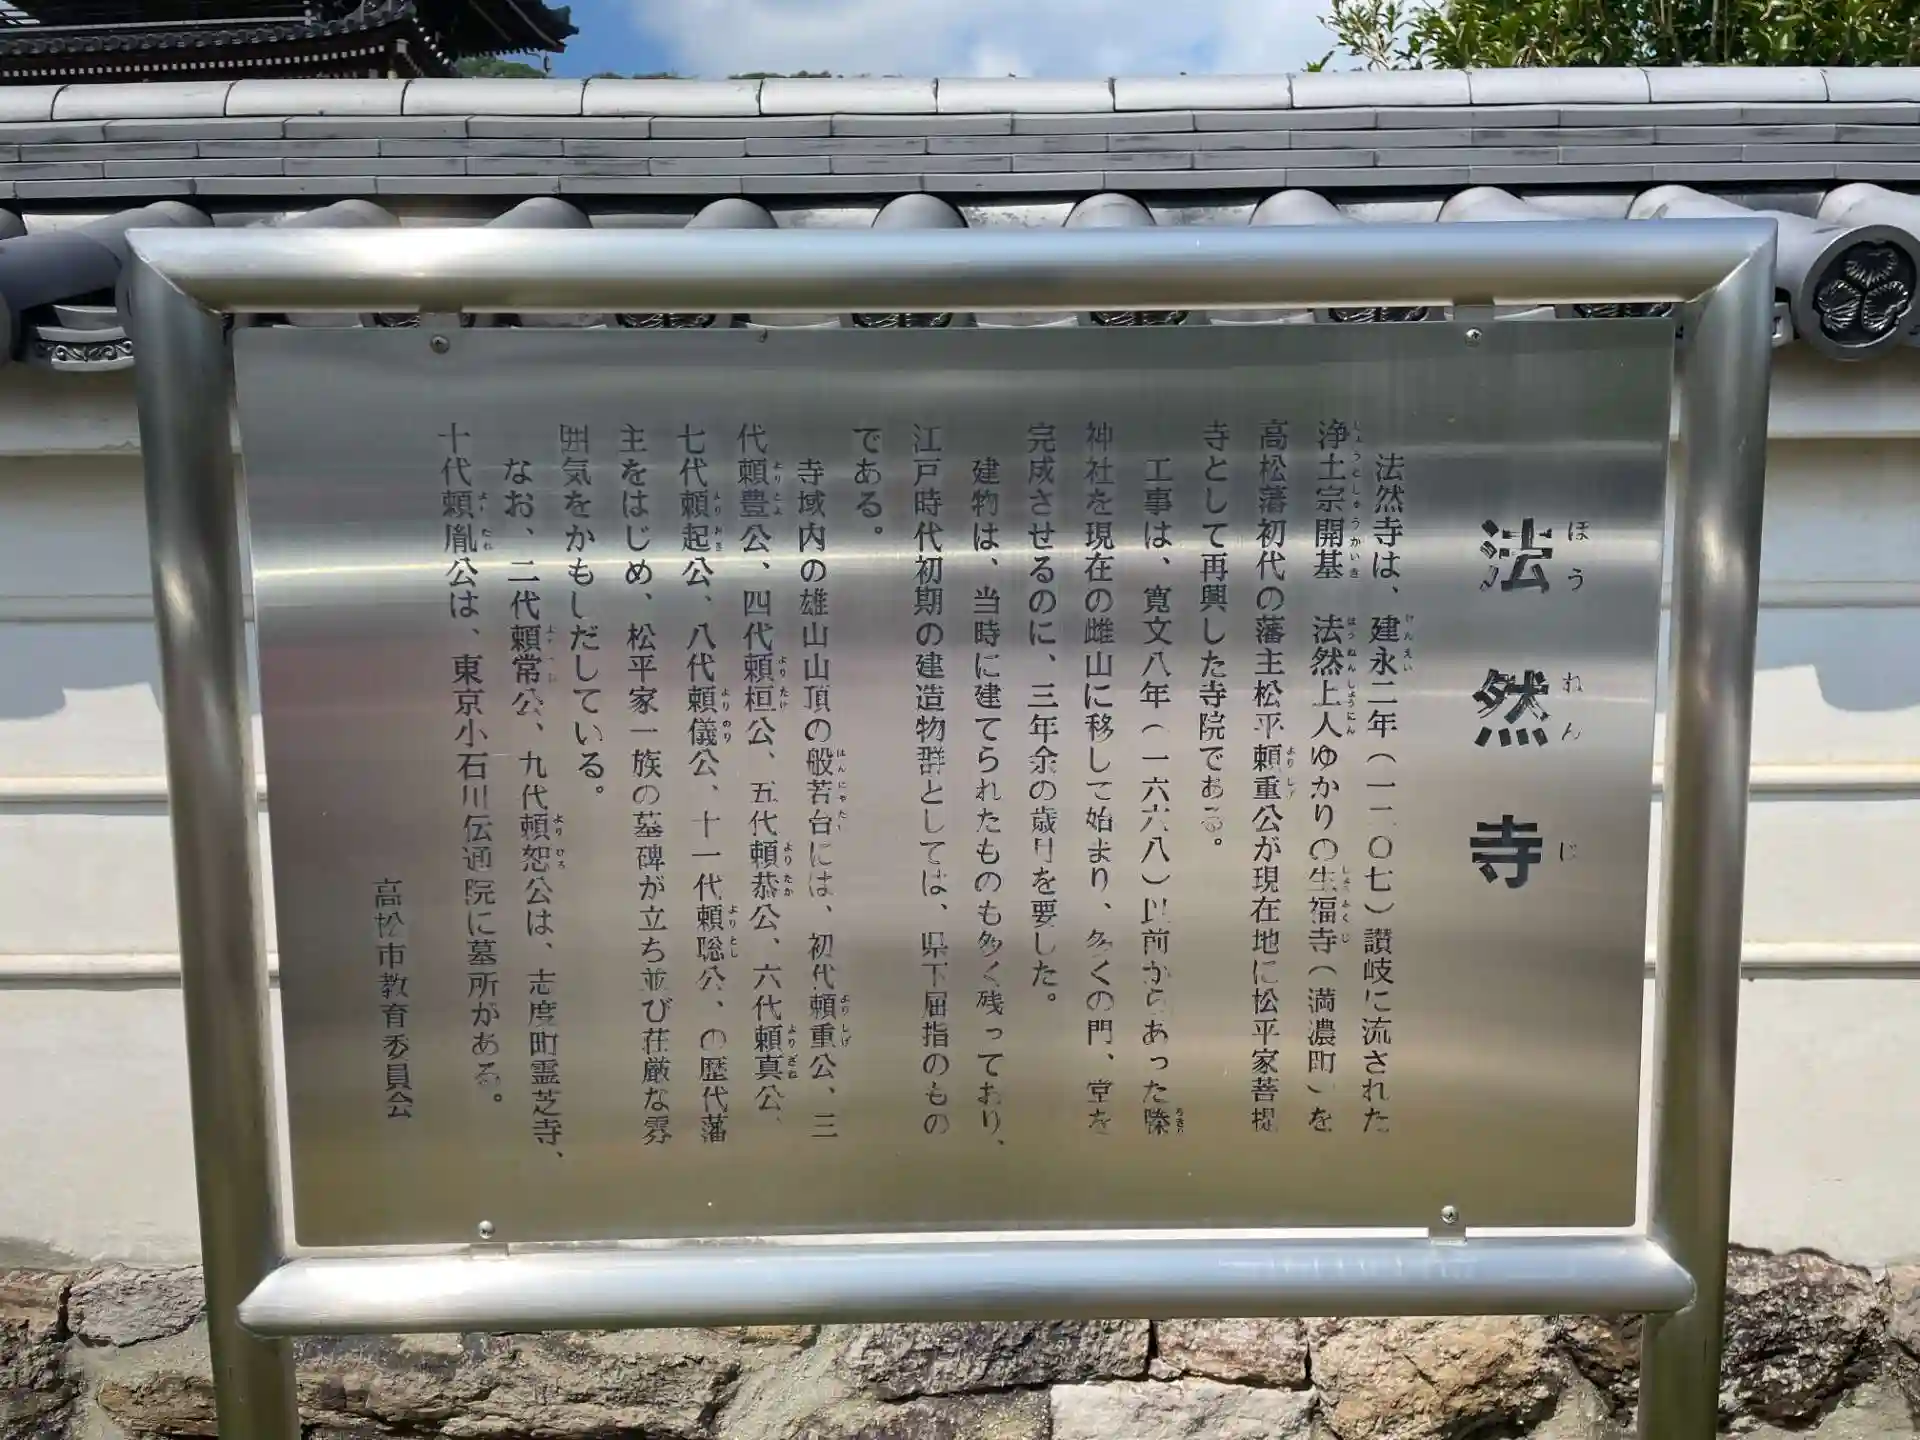 法然寺
ほうねんじ
法然寺は、建永二年(一二〇七)讃岐に流された
浄土宗開基　法然上人ゆかりの生福寺(満濃町)を
高松藩初代の藩主松平頼重公が現在地に松平家菩提
寺として再興した寺院である。
工事は、寛文八年(一六六八)以前からあった
神社を現在の雌山に移して始まり、多くの門、堂を
完成させるのに、三年余の歳月を要した。
建物は、当時に建てられたものも多く残っており、
江戸時代初期の建造物群としては、県下屈指のもの
である。
寺域内の雄山山頂の般若台には、初代頼重公、三
代頼豊公、四代頼桓公、五代頼恭公、六代頼真公、
七代頼起公、八代頼儀公、十一代頼聡公、の歴代藩
主をはじめ、松平家一族の墓碑が立ち並び荘厳な雰
囲気をかもしだしている。
なお、二代頼常公、九代頼恕公は、志度町霊芝寺、
十代頼胤公は、東京小石川伝通院に墓所がある。
高松市教育委員会